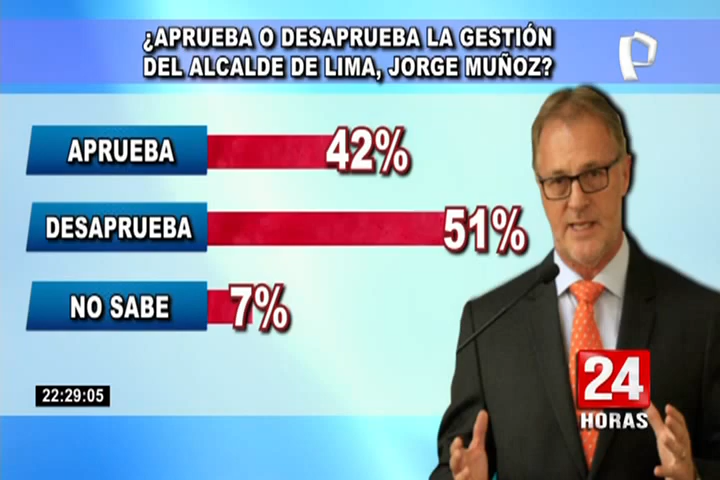 ¿APRUEBA O DESAPRUEBA LA GESTIÓN
DEL ALCALDE DE LIMA, JORGE MUÑOZ?
P
APRUEBA 42%
DESAPRUEBA 51%
NO SABE 7%
22:29:05
24
HORAS